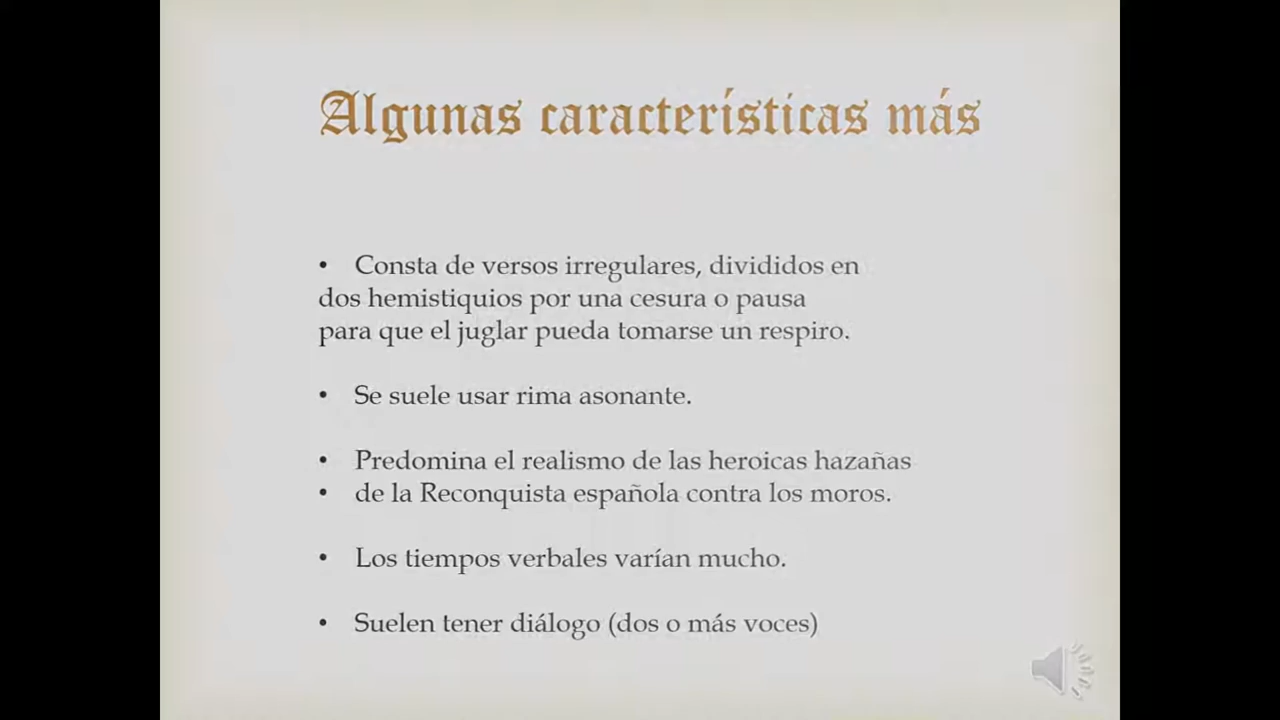 Algunas características más
• Consta de versos irregulares, divididos en
dos hemistiquios por una cesura o pausa
para que el juglar pueda tomarse un respiro.
• Se suele usar rima asonante.
• Predomina el realismo de las heroicas hazañas
• de la Reconquista española contra los moros.
• Los tiempos verbales varían mucho.
• Suelen tener diálogo (dos o más voces)